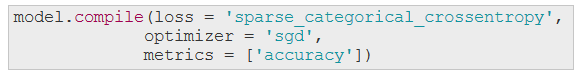 model.compile(loss = 'sparse_categorical_crossentropy',
              optimizer = 'sgd',
              metrics = ['accuracy'])